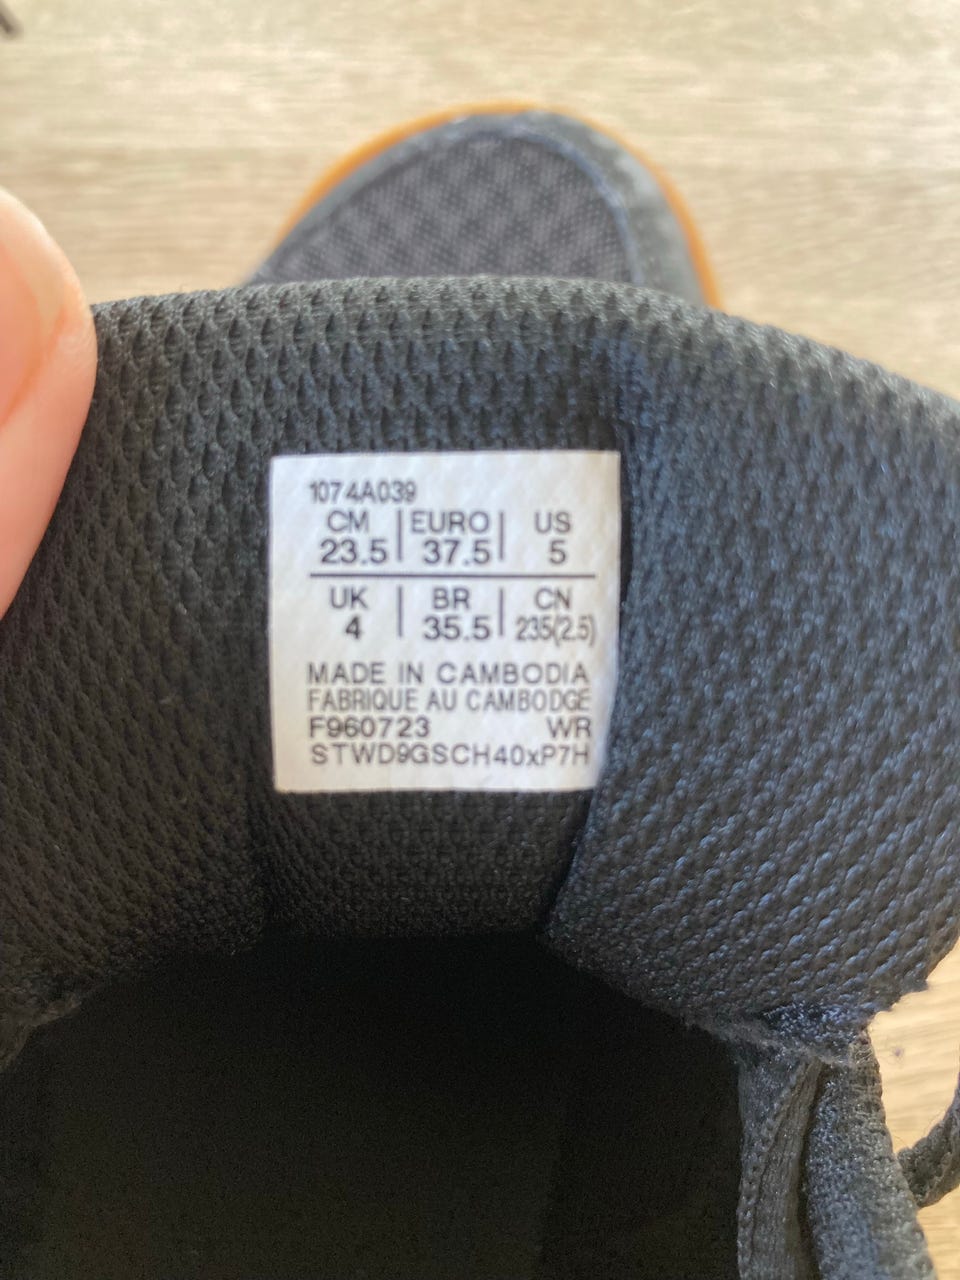 1074A039
CM | EURO | US
23.5 | 37.5 | 5
UK | BR | CN
4 | 35.5 | 235(2.5)
MADE IN CAMBODIA
FABRIQUE AU CAMBODGE
F960723 WR
STWD9GSCH40xP7H